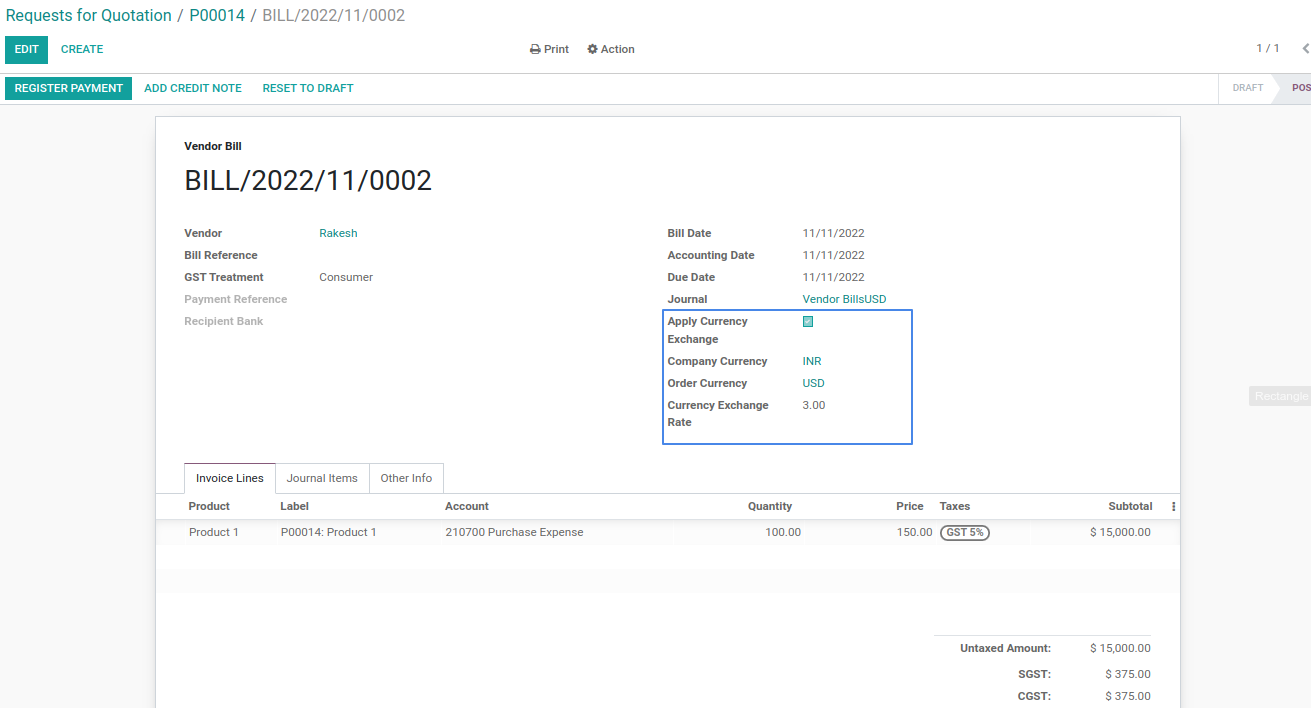 Requests for Quotation / P00014 / BILL/2022/11/0002
EDIT CREATE Print Action 1 / 1
REGISTER PAYMENT ADD CREDIT NOTE RESET TO DRAFT DRAFT POS
Vendor Bill
BILL/2022/11/0002
Vendor Rakesh Bill Date 11/11/2022
Bill Reference Accounting Date 11/11/2022
GST Treatment Consumer Due Date 11/11/2022
Payment Reference Journal Vendor BillsUSD
Recipient Bank Apply Currency
Exchange
Company Currency INR
Order Currency USD
Rectangle
Currency Exchange 3.00
Rate
Invoice Lines Journal Items Other Info
Product Label Account Quantity Price Taxes Subtotal
Product 1 P00014: Product 1 210700 Purchase Expense 100.00 150.00 GST 5% $ 15,000.00
Untaxed Amount: $ 15,000.00
SGST: $ 375.00
CGST: $ 375.00